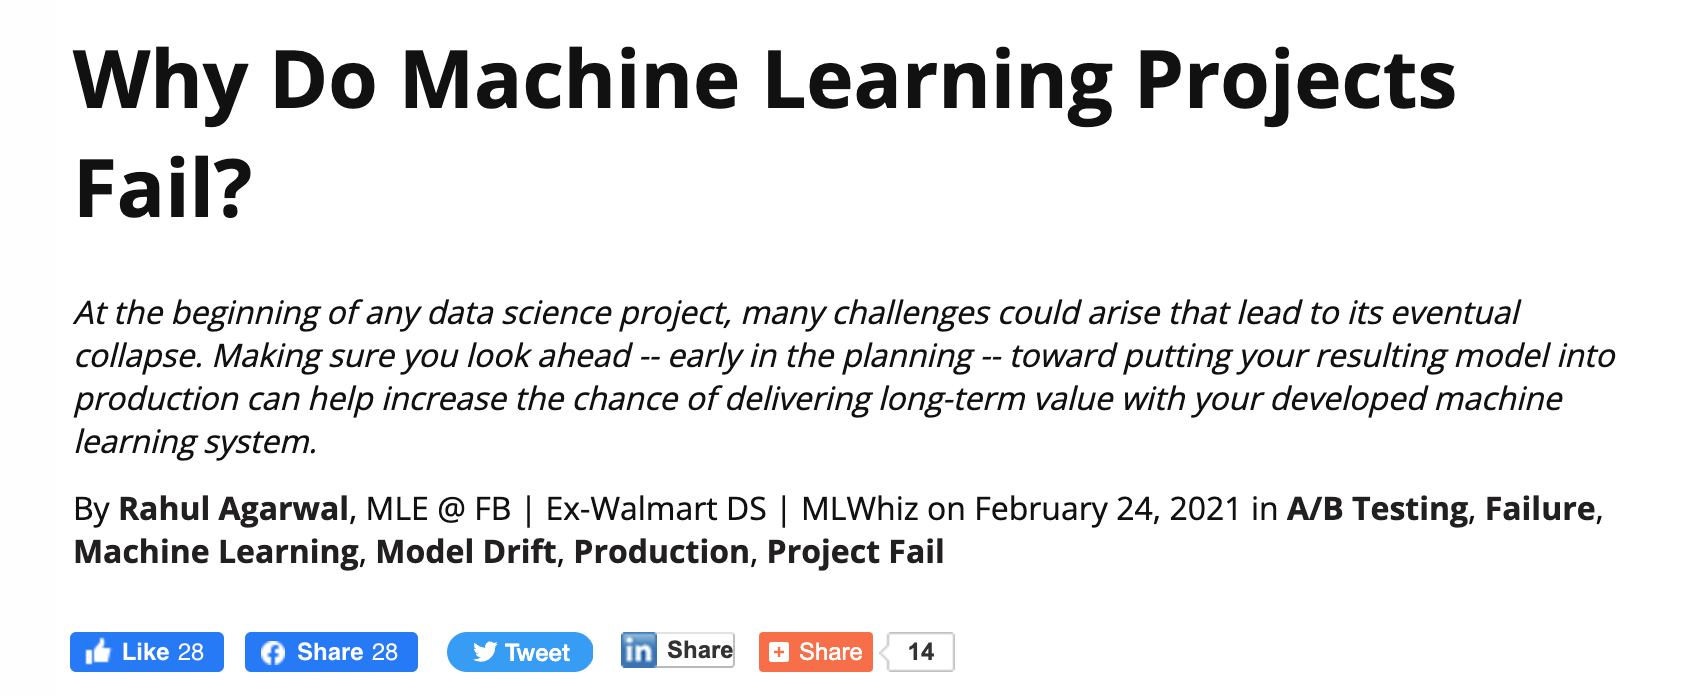 Why Do Machine Learning Projects
Fail?
At the beginning of any data science project, many challenges could arise that lead to its eventual
collapse. Making sure you look ahead -- early in the planning -- toward putting your resulting model into
production can help increase the chance of delivering long-term value with your developed machine
learning system.
By Rahul Agarwal, MLE @ FB | Ex-Walmart DS | MLWhiz on February 24, 2021 in A/B Testing, Failure,
Machine Learning, Model Drift, Production, Project Fail
Like 28 Share 28 Tweet in Share Share 14